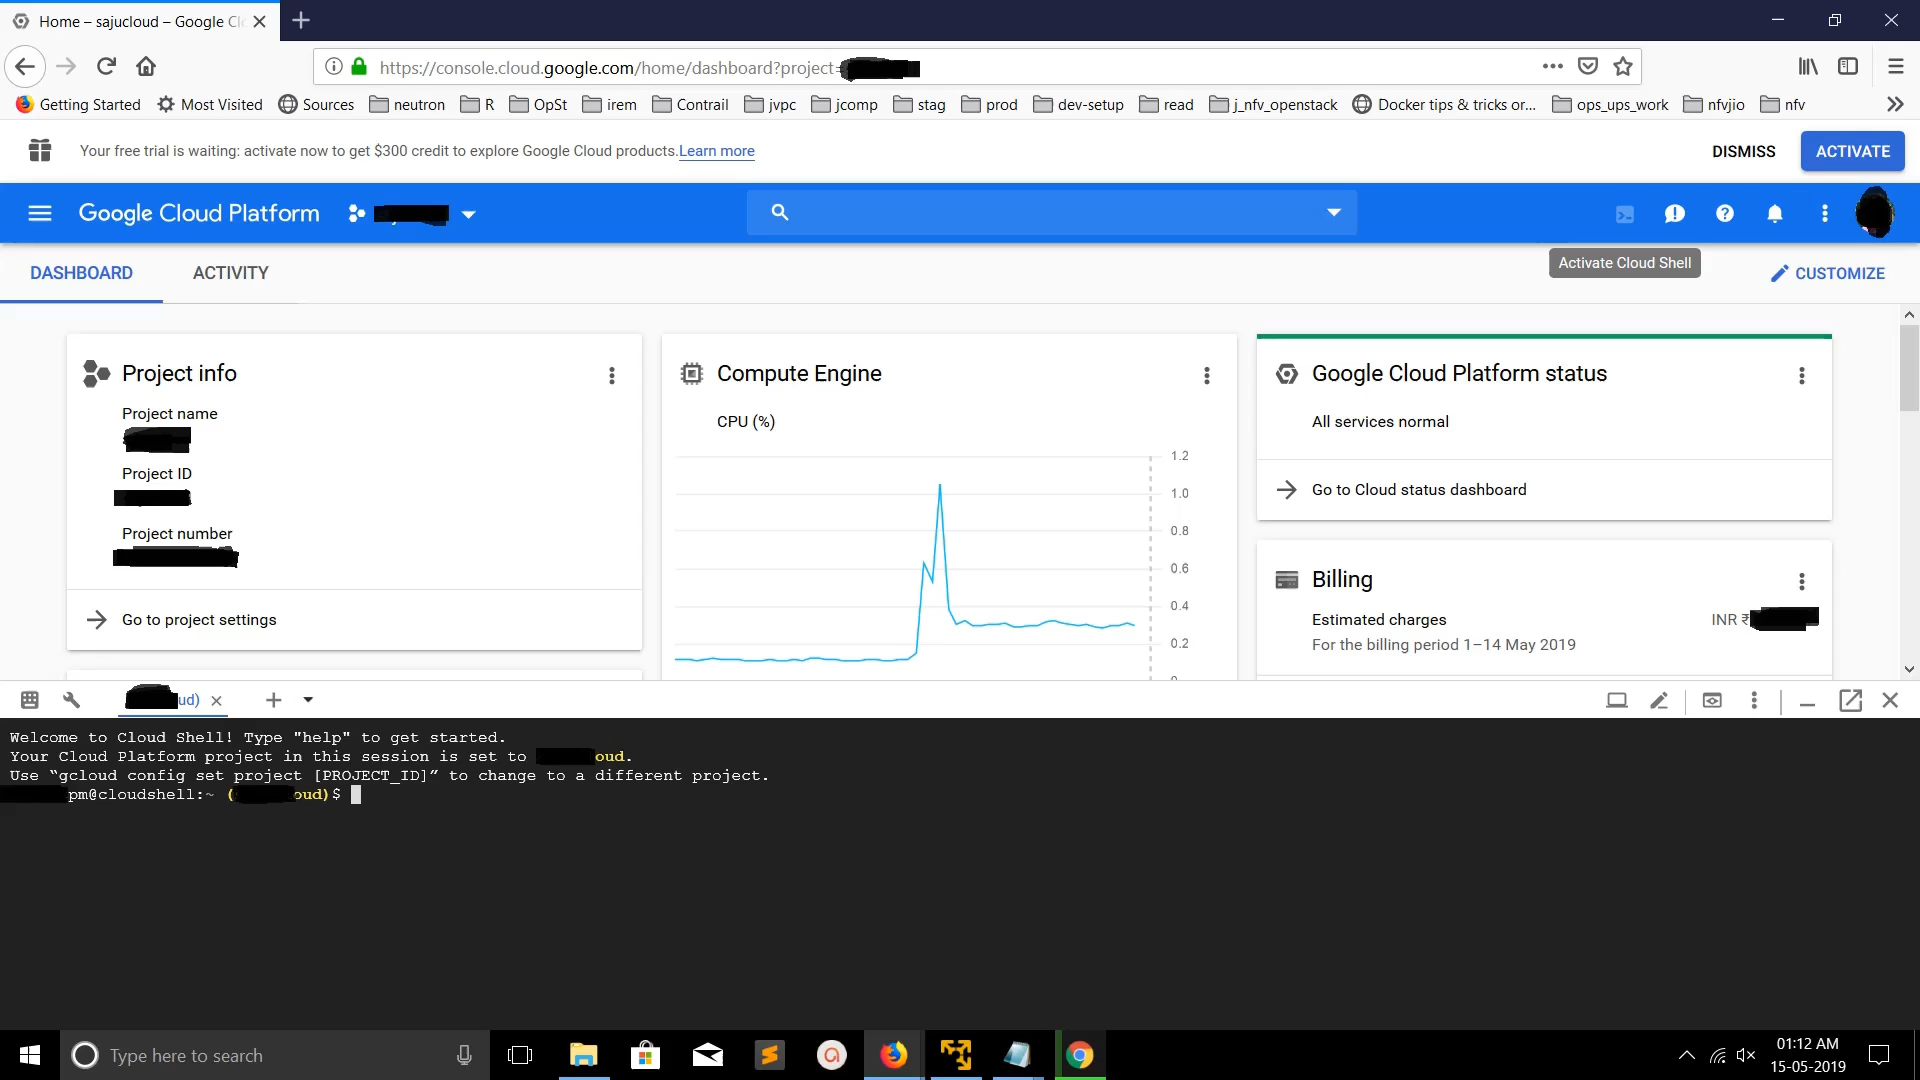 Home – sajucloud – Google Cl
https://console.cloud.google.com/home/dashboard?project=
Getting Started Most Visited Sources neutron R OpSt irem Contrail jvpc jcomp stag prod dev-setup read j_nfv_openstack Docker tips & tricks or... ops_ups_work nfvjio nfv
Your free trial is waiting: activate now to get $300 credit to explore Google Cloud products. Learn more DISMISS ACTIVATE
Google Cloud Platform
Activate Cloud Shell
DASHBOARD ACTIVITY CUSTOMIZE
Project info
Project name
Project ID
Project number
Go to project settings
Compute Engine
CPU (%)
1.2
1.0
0.8
0.6
0.4
0.2
Google Cloud Platform status
All services normal
Go to Cloud status dashboard
Billing
Estimated charges INR ₹
For the billing period 1–14 May 2019
ud)
Welcome to Cloud Shell! Type "help" to get started.
Your Cloud Platform project in this session is set to oud.
Use “gcloud config set project [PROJECT_ID]” to change to a different project.
pm@cloudshell:~ ( oud)$
Type here to search
01:12 AM
15-05-2019